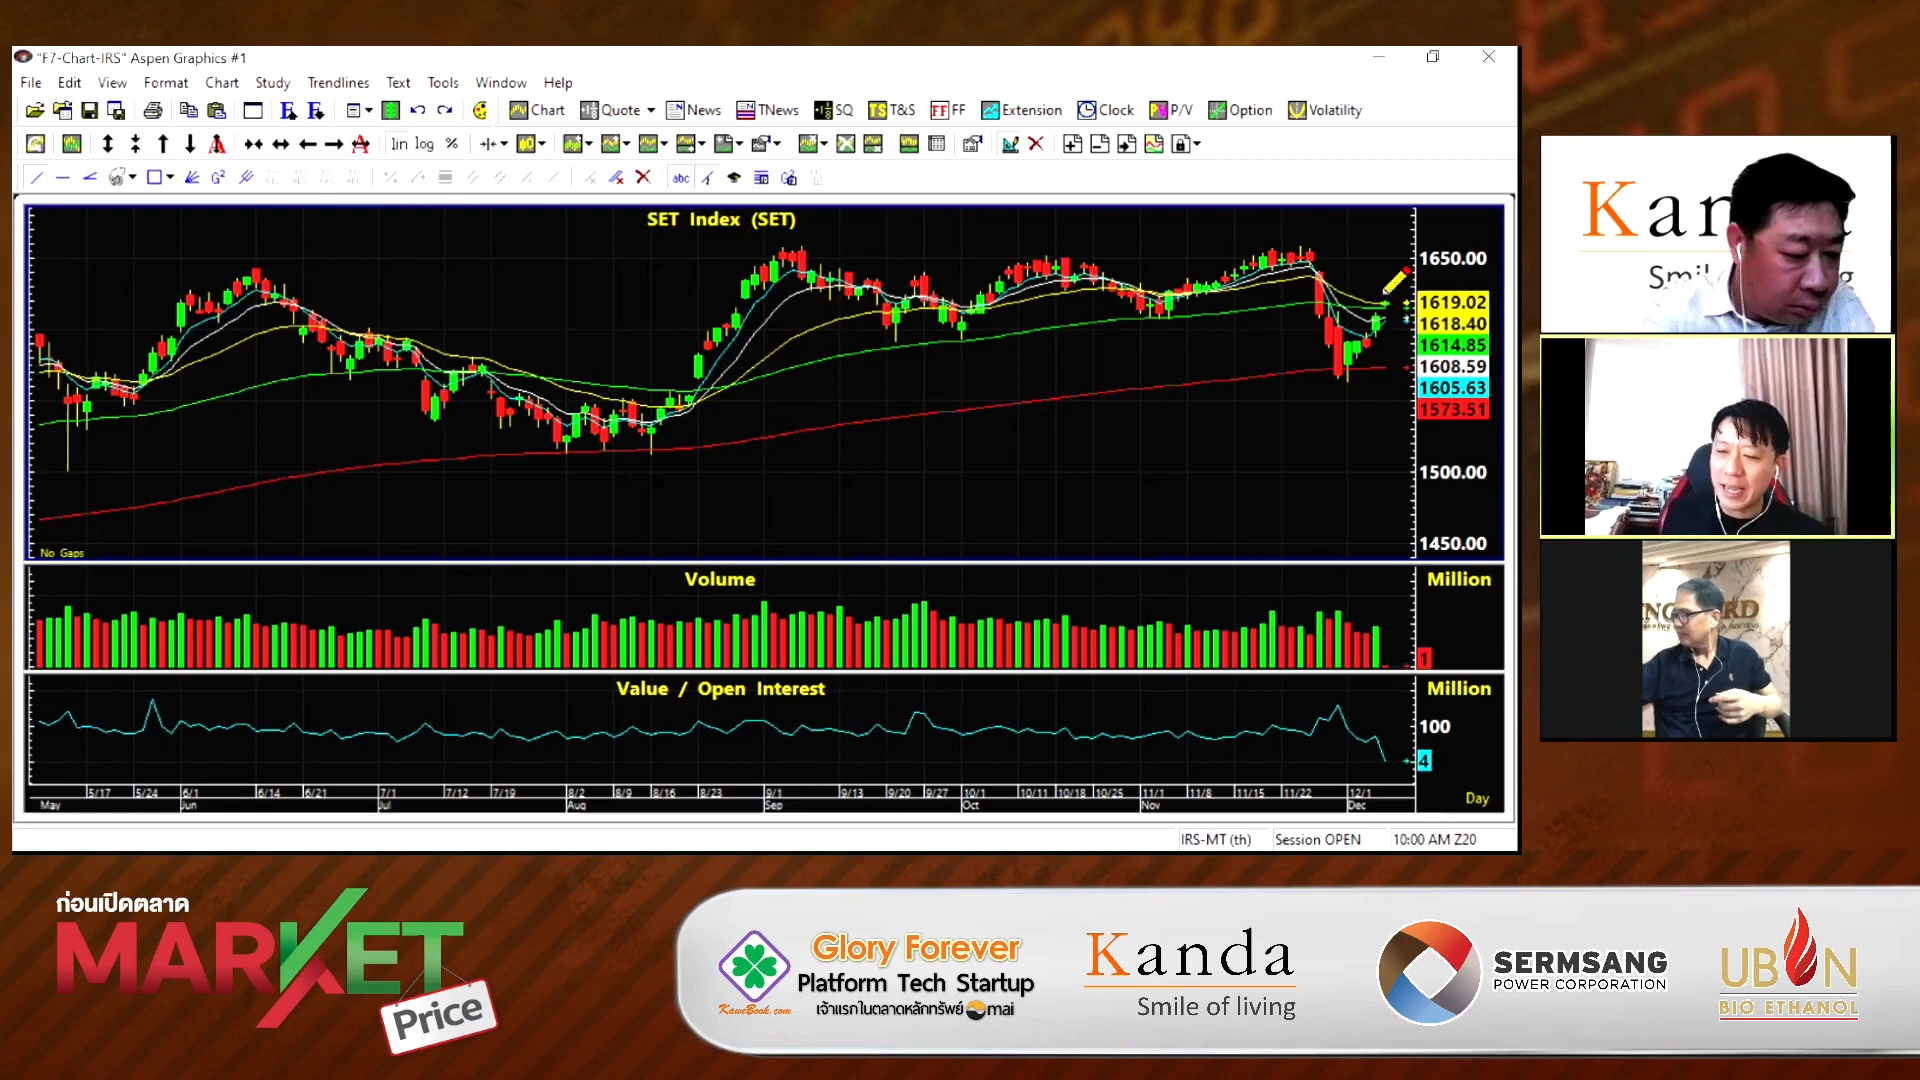 "F7-Chart-IRS" Aspen Graphics #1
File Edit View Format Chart Study Trendlines Text Tools Window Help
Chart Quote News TNews SQ T&S FF Extension Clock P/V Option Volatility
lin log %
abc
SET Index (SET)
1650.00
1619.02
1618.40
1614.85
1608.59
1605.63
1573.51
1500.00
1450.00
No Gaps
Volume
Million
1
Value / Open Interest
Million
100
4
5/17 5/24 6/1 6/14 6/21 7/1 7/12 7/19 8/2 8/9 8/16 8/23 9/1 9/13 9/20 9/27 10/1 10/11 10/18 10/25 11/1 11/8 11/15 11/22 12/1
May Jun Jul Aug Sep Oct Nov Dec
Day
IRS-MT (th) Session OPEN 10:00 AM Z20
Kan
a
ก่อนเปิดตลาด
MARKET
Price
Glory Forever
Platform Tech Startup
KaweBook.com
เจ้าแรกในตลาดหลักทรัพย์ mai
Kanda
Smile of living
SERMSANG
POWER CORPORATION
UBON
BIO ETHANOL